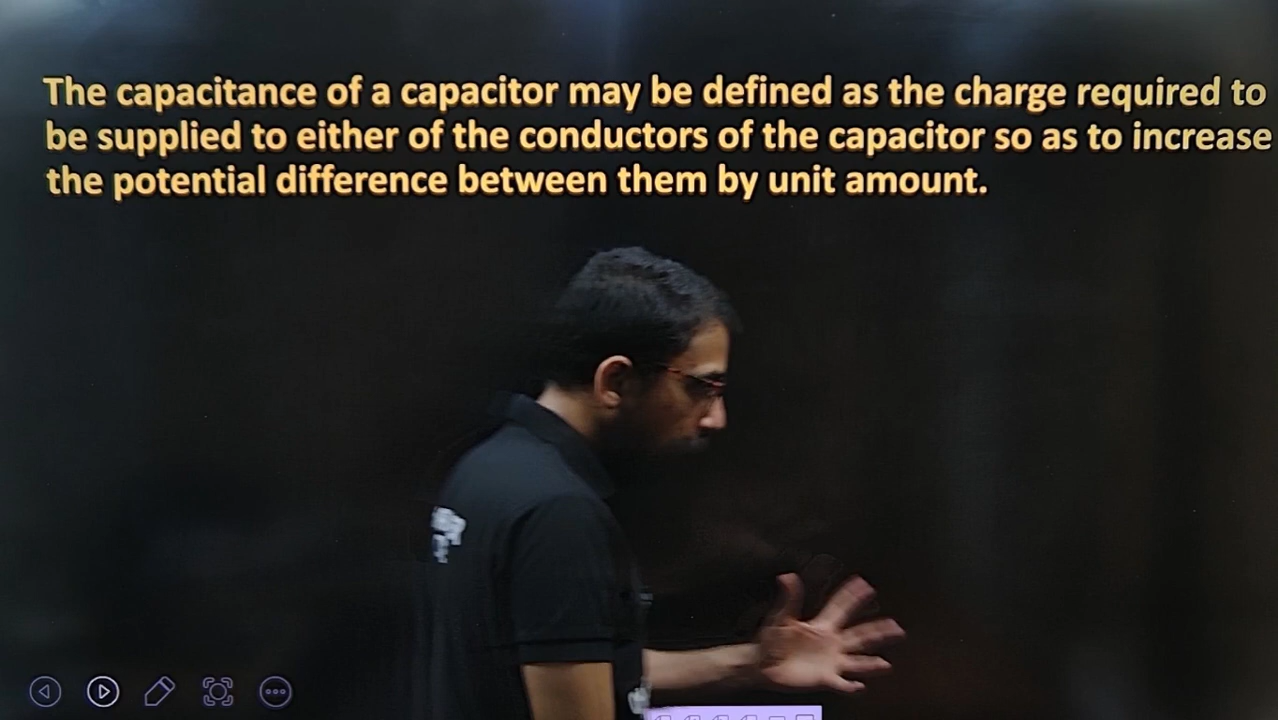 The capacitance of a capacitor may be defined as the charge required to
be supplied to either of the conductors of the capacitor so as to increase
the potential difference between them by unit amount.